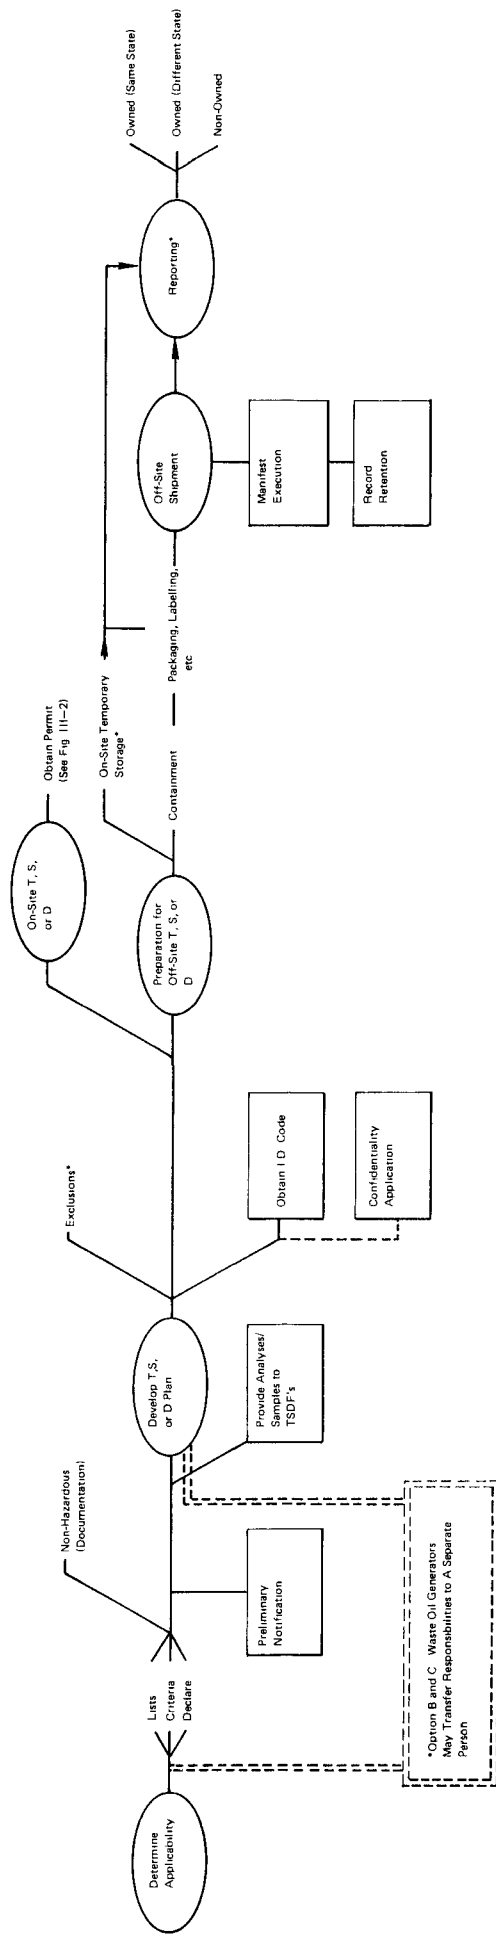 Determine
Applicability
Lists
Criteria
Declare
Non-Hazardous
(Documentation)
Preliminary
Notification
Provide Analyses/
Samples to
TSDF's
Develop T,S,
or D Plan
*Option B and C Waste Oil Generators
May Transfer Responsibilities to A Separate
Person
Exclusions*
Obtain I D Code
Confidentiality
Application
On-Site T, S,
or D
Obtain Permit
(See Fig III-2)
Preparation for
Off-Site T, S, or
D
On-Site Temporary
Storage*
Containment
Packaging, Labelling,
etc
Off-Site
Shipment
Manifest
Execution
Record
Retention
Reporting*
Owned (Same State)
Owned (Different State)
Non-Owned